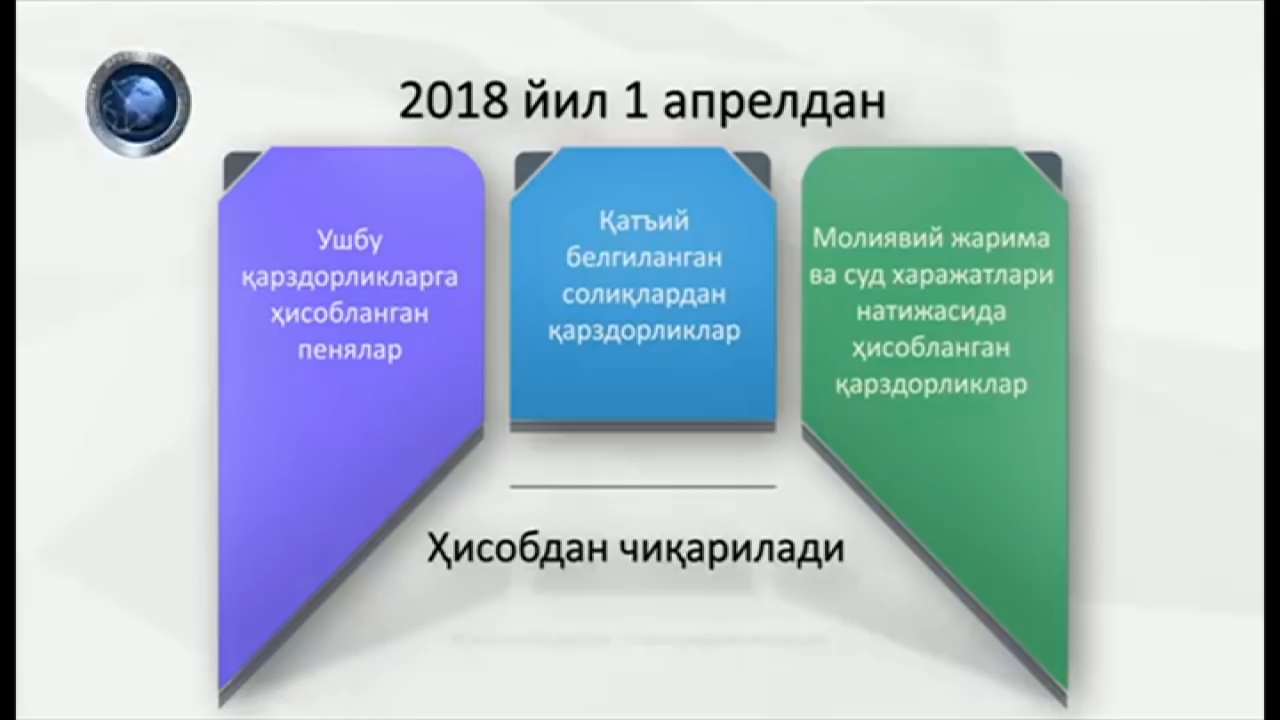 2018 йил 1 апрелдан
Ушбу
қарздорликларга
ҳисобланган
пенялар
Қатъий
белгиланган
солиқлардан
қарздорликлар
Молиявий жарима
ва суд харажатлари
натижасида
ҳисобланган
қарздорликлар
Ҳисобдан чиқарилади